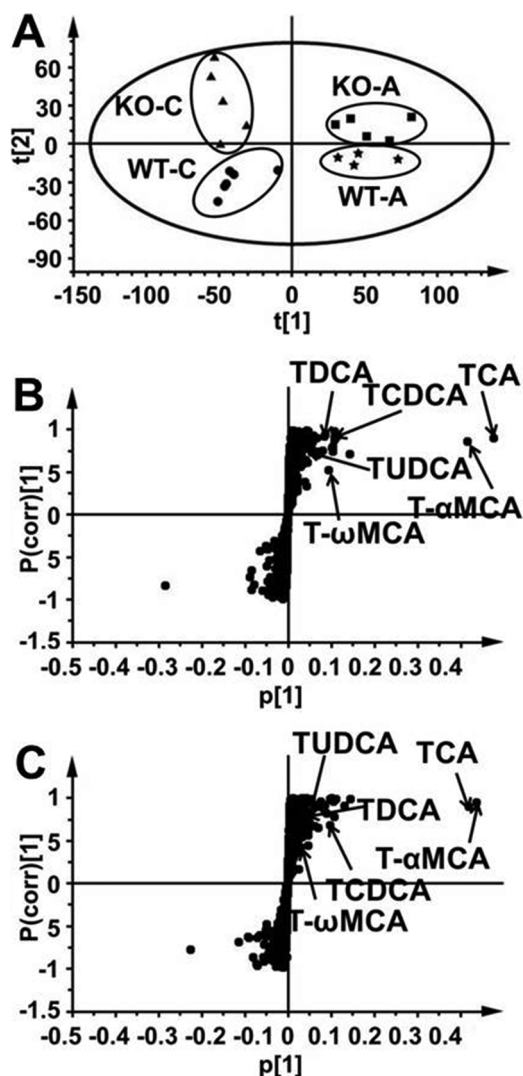 A
60
30
0
-30
-60
-90
t[2]
KO-C
WT-C
KO-A
WT-A
-150 -100 -50 0 50 100
t[1]
B
TDCA
TCDCA
TCA
TUDCA
T-αMCA
T-ωMCA
1
5
0
5
-1
-1.5
P(corr)[1]
-0.5 -0.4 -0.3 -0.2 -0.1 0 0.1 0.2 0.3 0.4
p[1]
C
TUDCA
TCA
TDCA
T-αMCA
TCDCA
T-ωMCA
1
5
0
5
-1
-1.5
P(corr)[1]
-0.5 -0.4 -0.3 -0.2 -0.1 0 0.1 0.2 0.3 0.4
p[1]